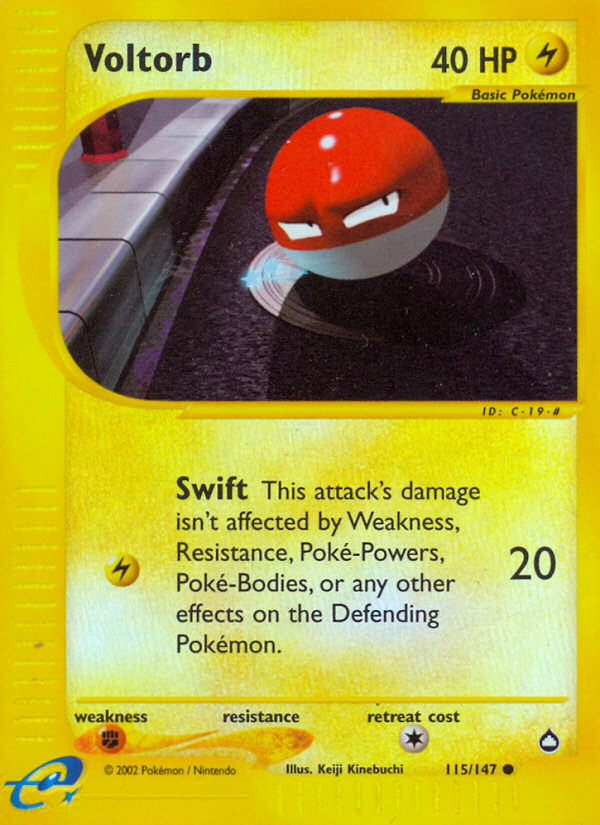 Voltorb
40 HP
Basic Pokémon
ID: C-19-#
Swift This attack's damage
isn't affected by Weakness,
Resistance, Poké-Powers,
Poké-Bodies, or any other
effects on the Defending
Pokémon.
20
weakness resistance retreat cost
© 2002 Pokémon / Nintendo Illus. Keiji Kinebuchi 115/147 ●
e